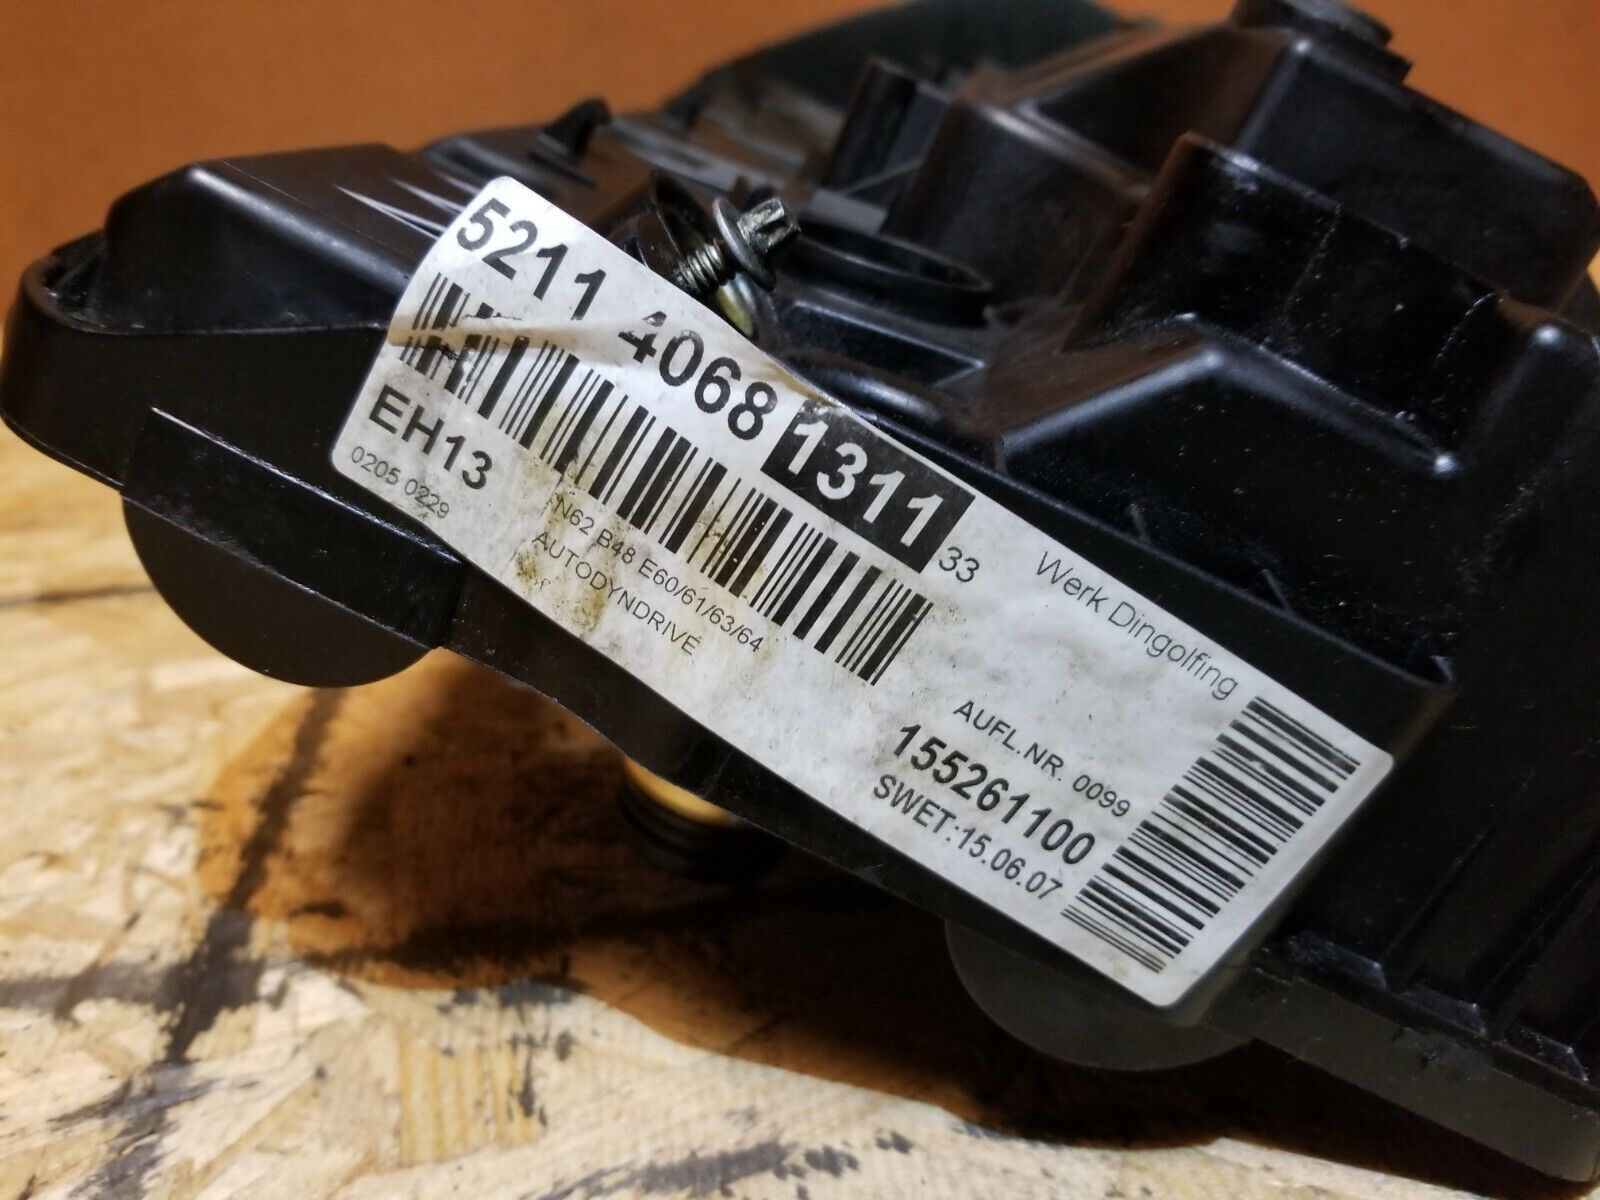 5211 4068 1311 33
EH13
0205 0229
N62 B48 E60/61/63/64
AUTODYNDRIVE
Werk Dingolfing
AUFL.NR. 0099
155261100
SWET:15.06.07